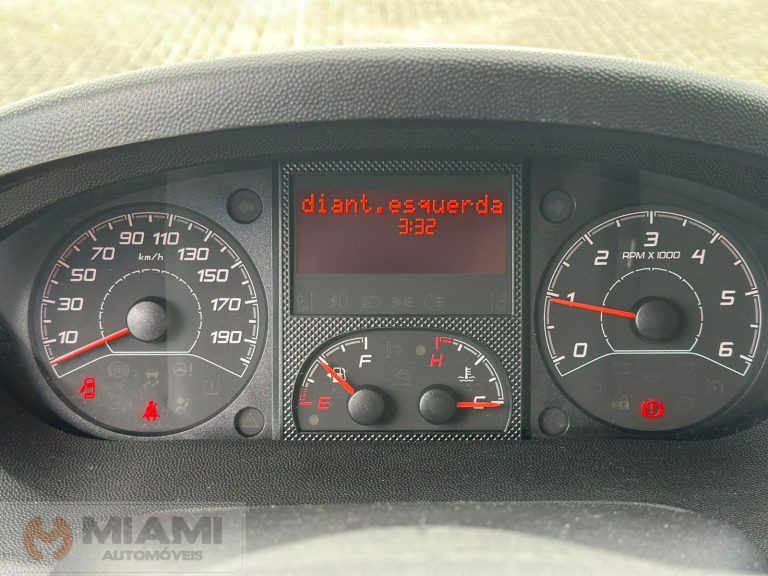 diant.esquerda
3:32
10 30 50 70 90 110 130 150 170 190
km/h
E F
H C
0 1 2 3 4 5 6
RPM X 1000
MIAMI
AUTOMÓVEIS